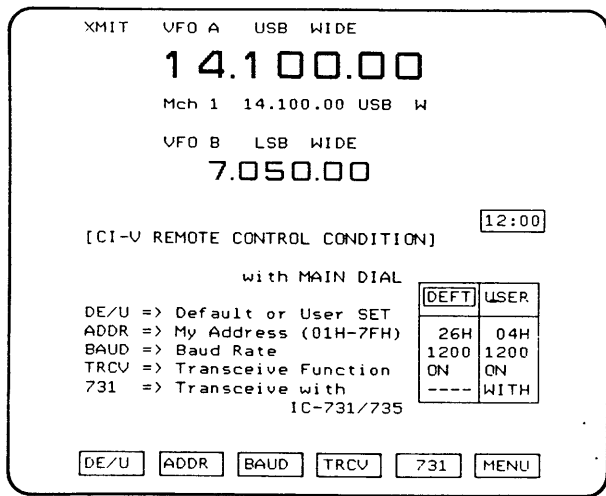 XMIT VFO A USB WIDE
14.100.00
Mch 1 14.100.00 USB W
VFO B LSB WIDE
7.050.00
12:00
[CI-V REMOTE CONTROL CONDITION]
with MAIN DIAL
DEFT USER
DE/U => Default or User SET
ADDR => My Address (01H-7FH) 26H 04H
BAUD => Baud Rate 1200 1200
TRCV => Transceive Function ON ON
731 => Transceive with ---- WITH
IC-731/735
DE/U ADDR BAUD TRCV 731 MENU